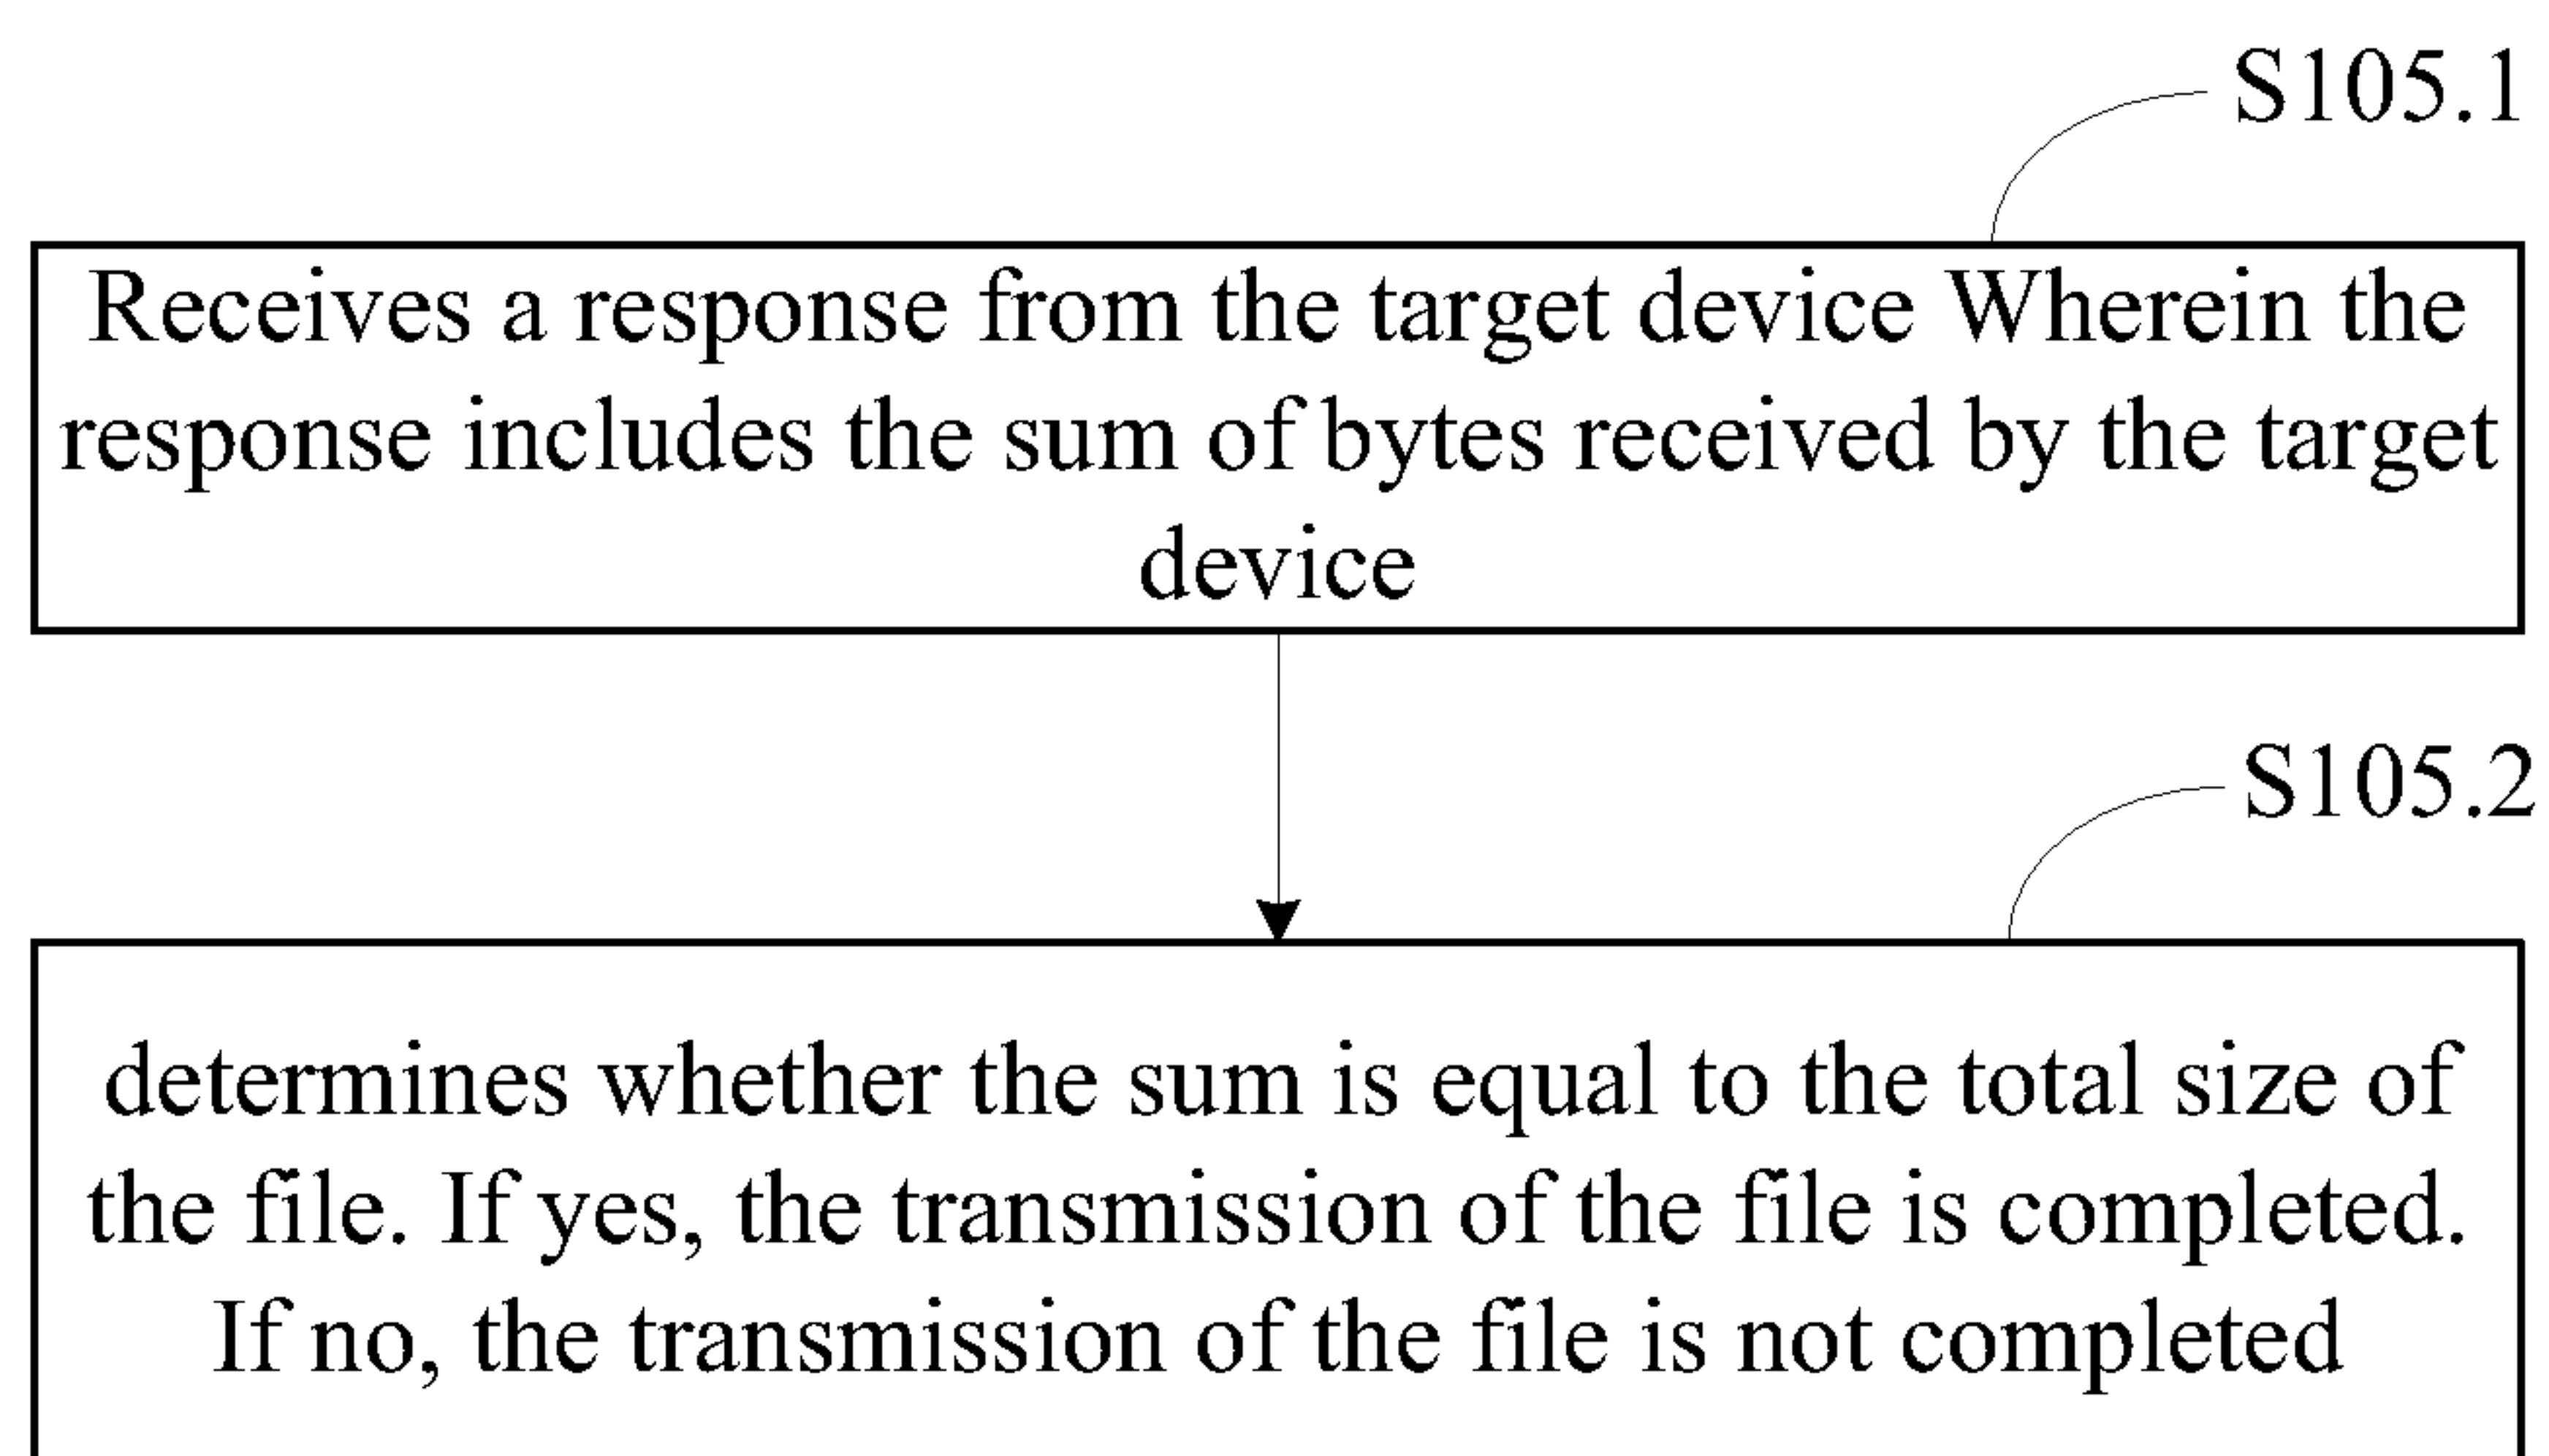 S105.1
Receives a response from the target device Wherein the
response includes the sum of bytes received by the target
device
S105.2
determines whether the sum is equal to the total size of
the file. If yes, the transmission of the file is completed.
If no, the transmission of the file is not completed